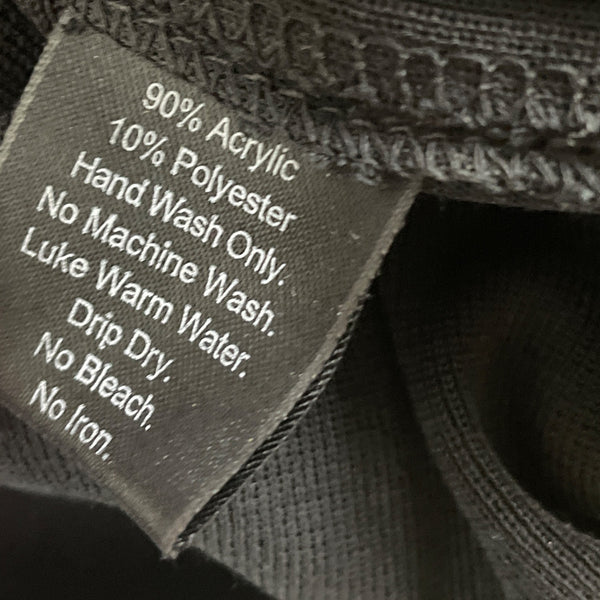 90% Acrylic
10% Polyester
Hand Wash Only.
No Machine Wash.
Luke Warm Water.
Drip Dry.
No Bleach.
No Iron.